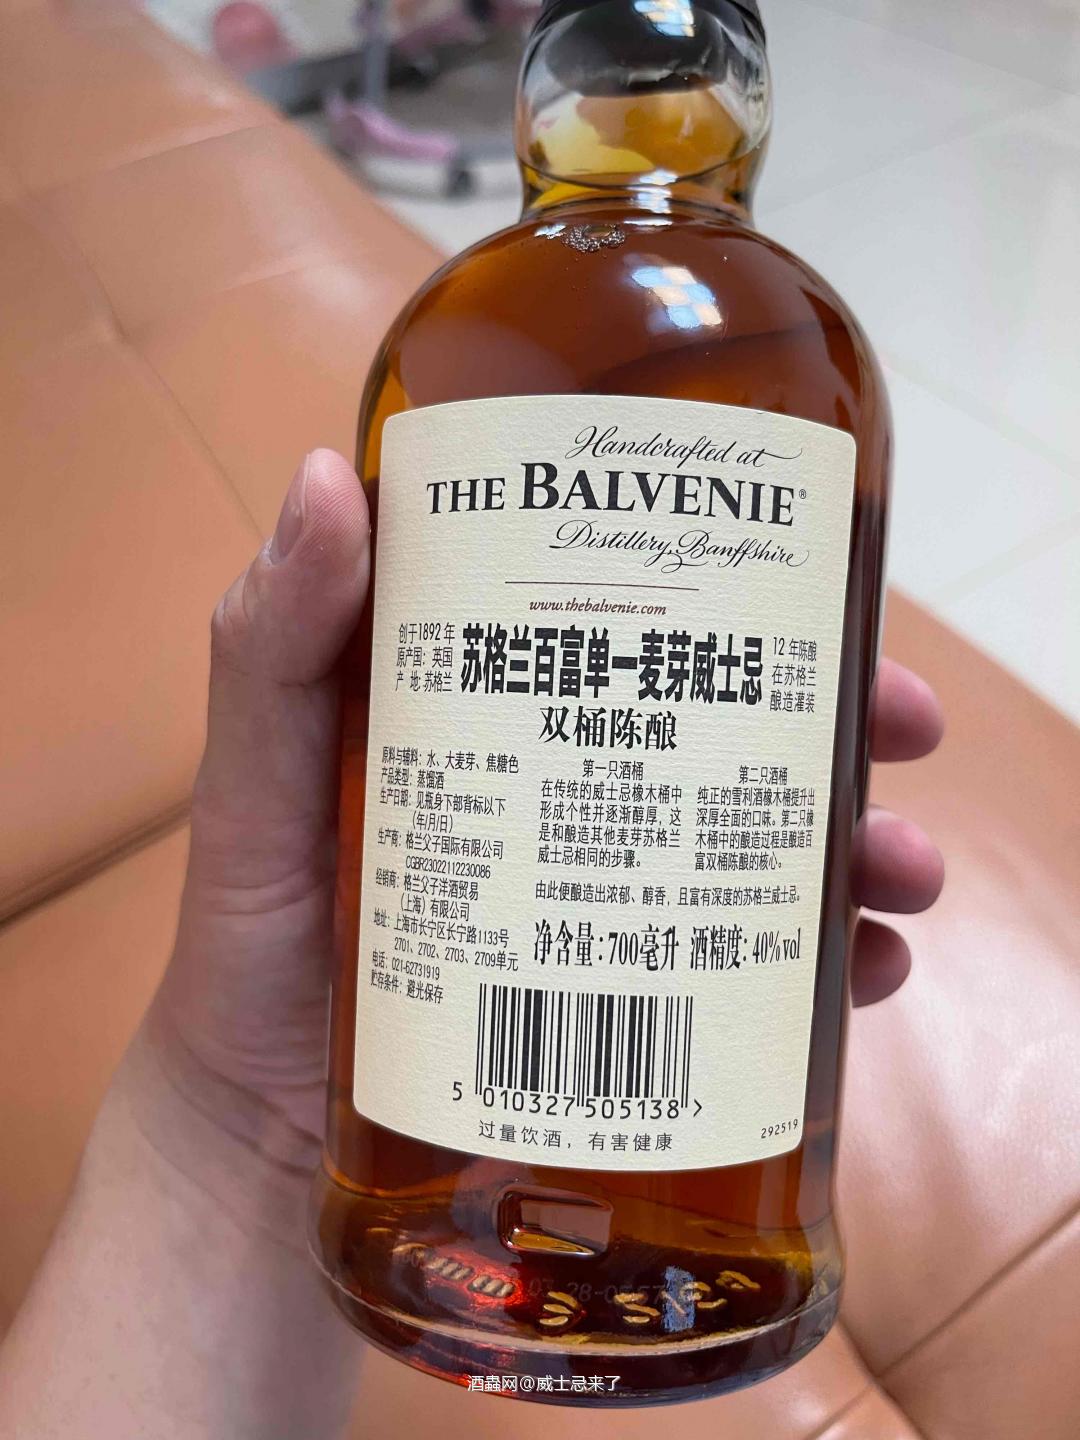 Handcrafted at
THE BALVENIE®
Distillery, Banffshire
www.thebalvenie.com
创于1892年
原产国：英国
产 地：苏格兰
苏格兰百富单一麦芽威士忌
12 年陈酿
在苏格兰
酿造灌装
双桶陈酿
原料与辅料：水、大麦芽、焦糖色
产品类型：蒸馏酒
生产日期：见瓶身下部背标以下
（年/月/日）
生产商：格兰父子国际有限公司
CGBR23022112230086
经销商：格兰父子洋酒贸易
（上海）有限公司
地址：上海市长宁区长宁路1133号
2701、2702、2703、2709单元
电话：021-62731919
贮存条件：避光保存
第一只酒桶
在传统的威士忌橡木桶中
形成个性并逐渐醇厚，这
是和酿造其他麦芽苏格兰
威士忌相同的步骤。
第二只酒桶
纯正的雪利酒橡木桶提升出
深厚全面的口味。第二只橡
木桶中的酿造过程是酿造百
富双桶陈酿的核心。
由此便酿造出浓郁、醇香，且富有深度的苏格兰威士忌。
净含量：700毫升 酒精度：40%vol
5 010327 505138 >
过量饮酒，有害健康
292519
酒蟲网@威士忌来了